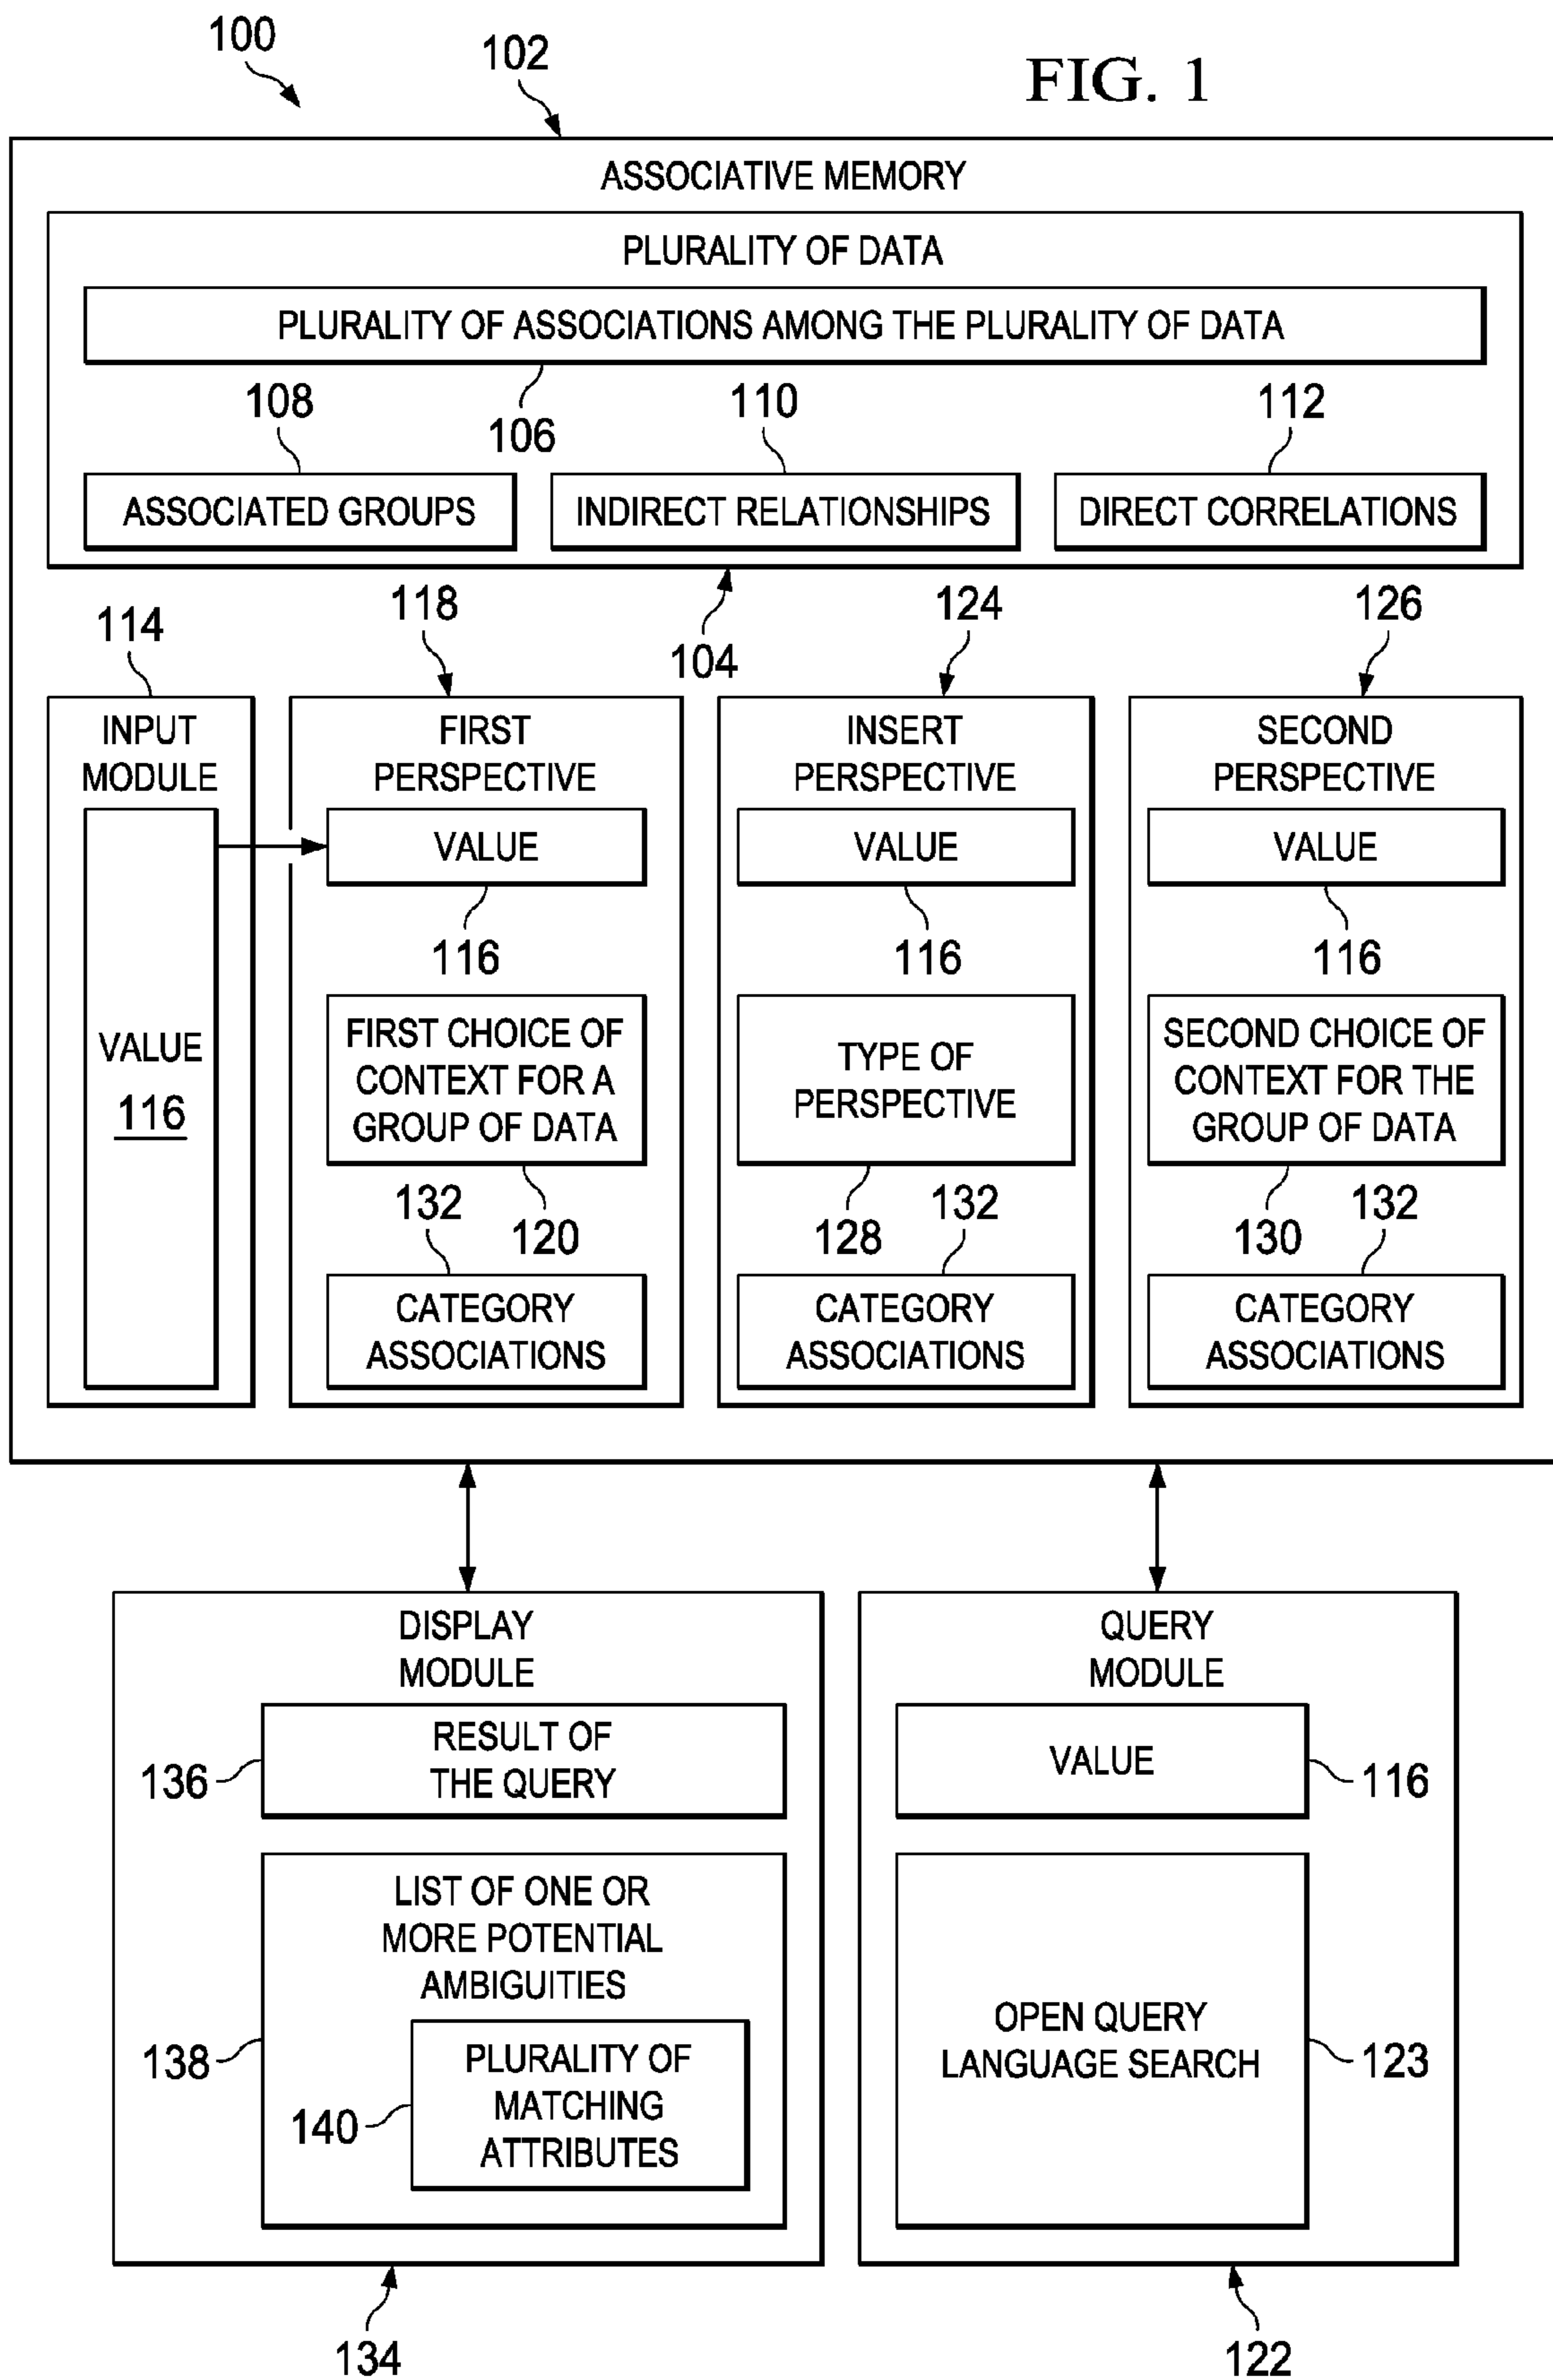 100
102
FIG. 1
ASSOCIATIVE MEMORY
PLURALITY OF DATA
PLURALITY OF ASSOCIATIONS AMONG THE PLURALITY OF DATA
108
106
110
112
ASSOCIATED GROUPS
INDIRECT RELATIONSHIPS
DIRECT CORRELATIONS
114
118
104
124
126
INPUT
MODULE
VALUE
116
FIRST
PERSPECTIVE
VALUE
116
FIRST CHOICE OF
CONTEXT FOR A
GROUP OF DATA
132
120
CATEGORY
ASSOCIATIONS
INSERT
PERSPECTIVE
VALUE
116
TYPE OF
PERSPECTIVE
128
132
CATEGORY
ASSOCIATIONS
SECOND
PERSPECTIVE
VALUE
116
SECOND CHOICE OF
CONTEXT FOR THE
GROUP OF DATA
130
132
CATEGORY
ASSOCIATIONS
DISPLAY
MODULE
RESULT OF
THE QUERY
136
LIST OF ONE OR
MORE POTENTIAL
AMBIGUITIES
138
PLURALITY OF
MATCHING
ATTRIBUTES
140
134
QUERY
MODULE
VALUE
116
OPEN QUERY
LANGUAGE SEARCH
123
122